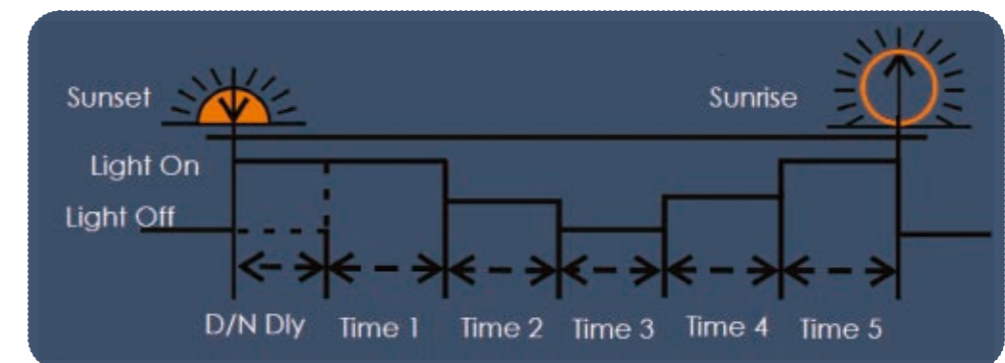 Sunset
Sunrise
Light On
Light Off
D/N Dly Time 1 Time 2 Time 3 Time 4 Time 5